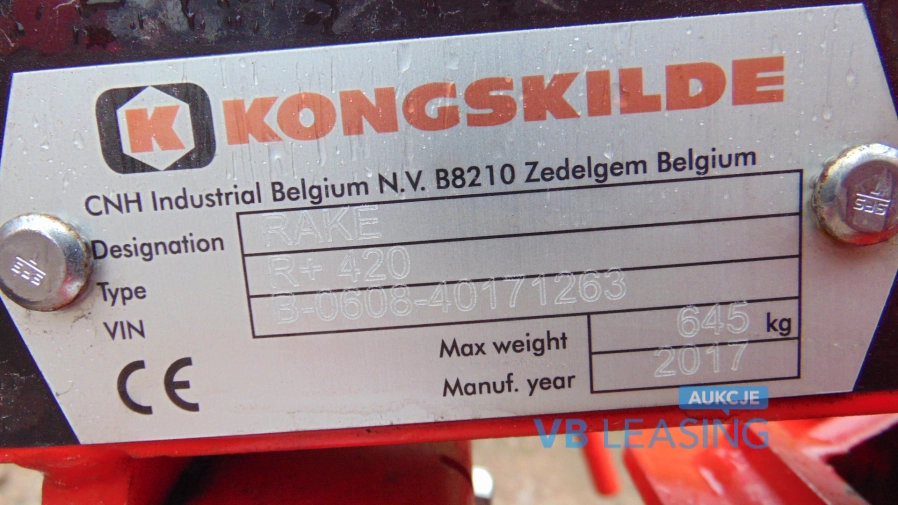 K KONGSKILDE
CNH Industrial Belgium N.V. B8210 Zedelgem Belgium
Designation RAKE
Type R+ 420
VIN B-0608-40171263
Max weight 645 kg
Manuf. year 2017
CE
AUKCJE
VB LEASING